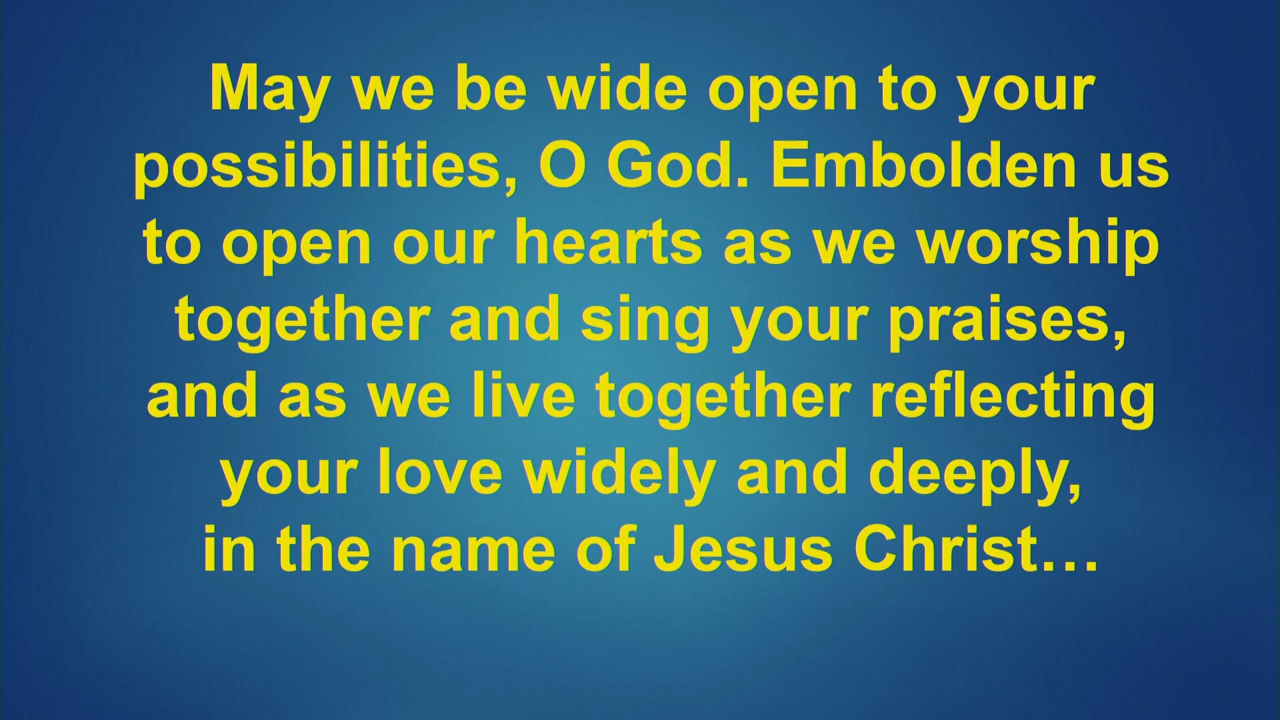 May we be wide open to your
possibilities, O God. Embolden us
to open our hearts as we worship
together and sing your praises,
and as we live together reflecting
your love widely and deeply,
in the name of Jesus Christ…